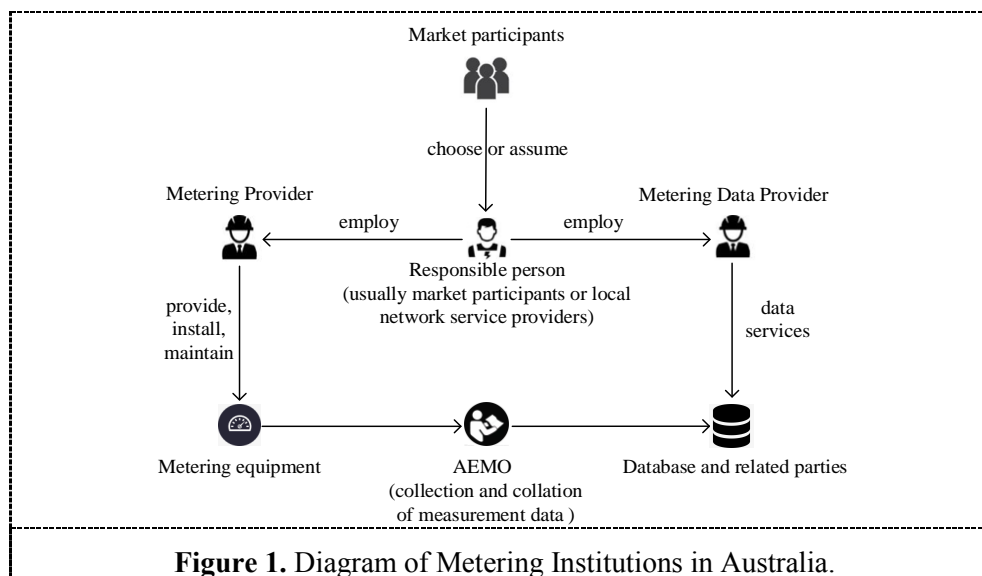 Market participants
choose or assume
Metering Provider
Metering Data Provider
employ
employ
Responsible person
(usually market participants or local
network service providers)
provide,
install,
maintain
data
services
Metering equipment
AEMO
(collection and collation
of measurement data )
Database and related parties
Figure 1. Diagram of Metering Institutions in Australia.